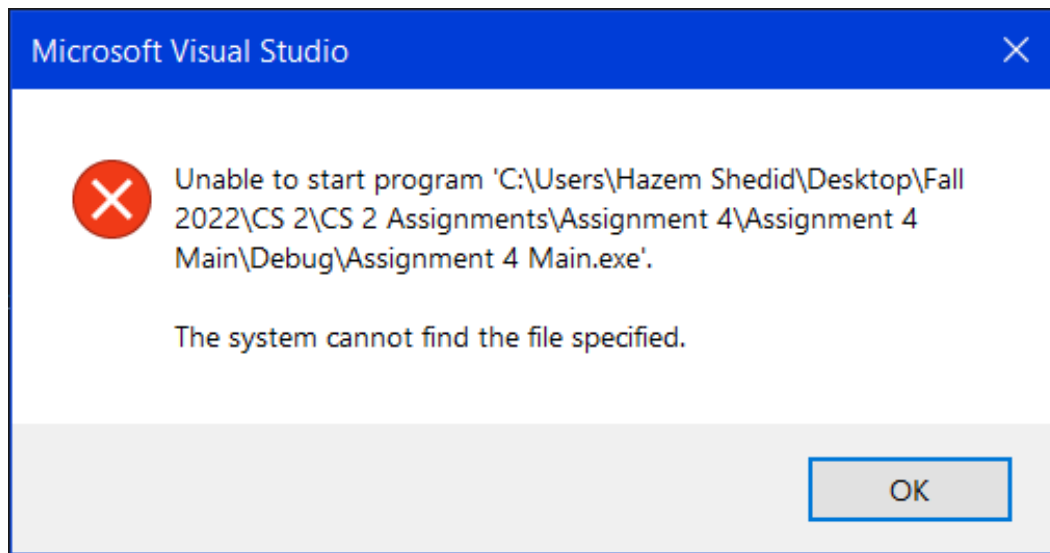 Microsoft Visual Studio
Unable to start program 'C:\Users\Hazem Shedid\Desktop\Fall
2022\CS 2\CS 2 Assignments\Assignment 4\Assignment 4
Main\Debug\Assignment 4 Main.exe'.
The system cannot find the file specified.
OK